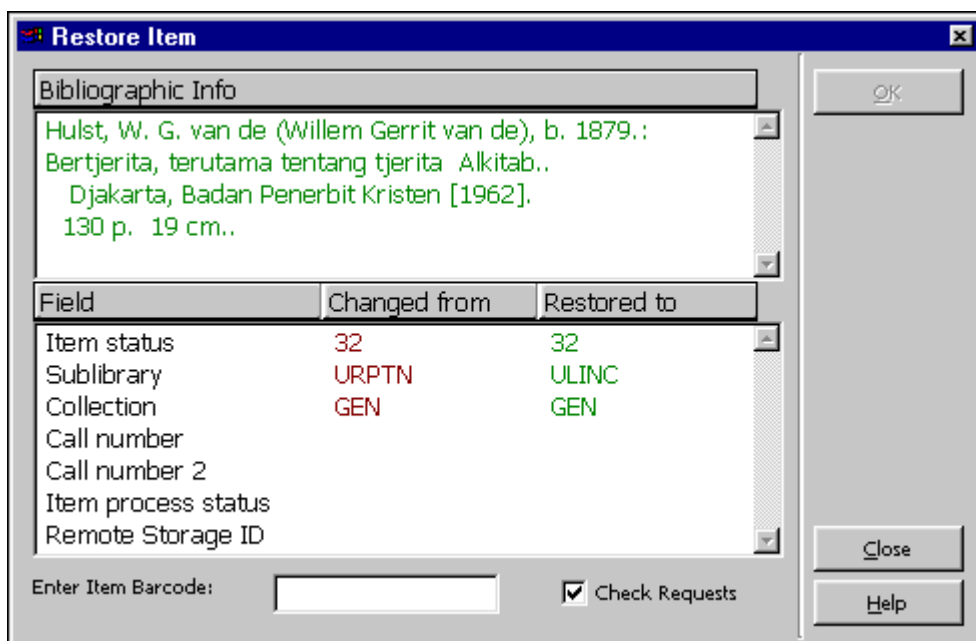 Restore Item
Bibliographic Info
Hulst, W. G. van de (Willem Gerrit van de), b. 1879.:
Bertjerita, terutama tentang tjerita  Alkitab..
Djakarta, Badan Penerbit Kristen [1962].
130 p.  19 cm..
Field Changed from Restored to
Item status 32 32
Sublibrary URPTN ULINC
Collection GEN GEN
Call number
Call number 2
Item process status
Remote Storage ID
Enter Item Barcode: Check Requests
OK
Close
Help